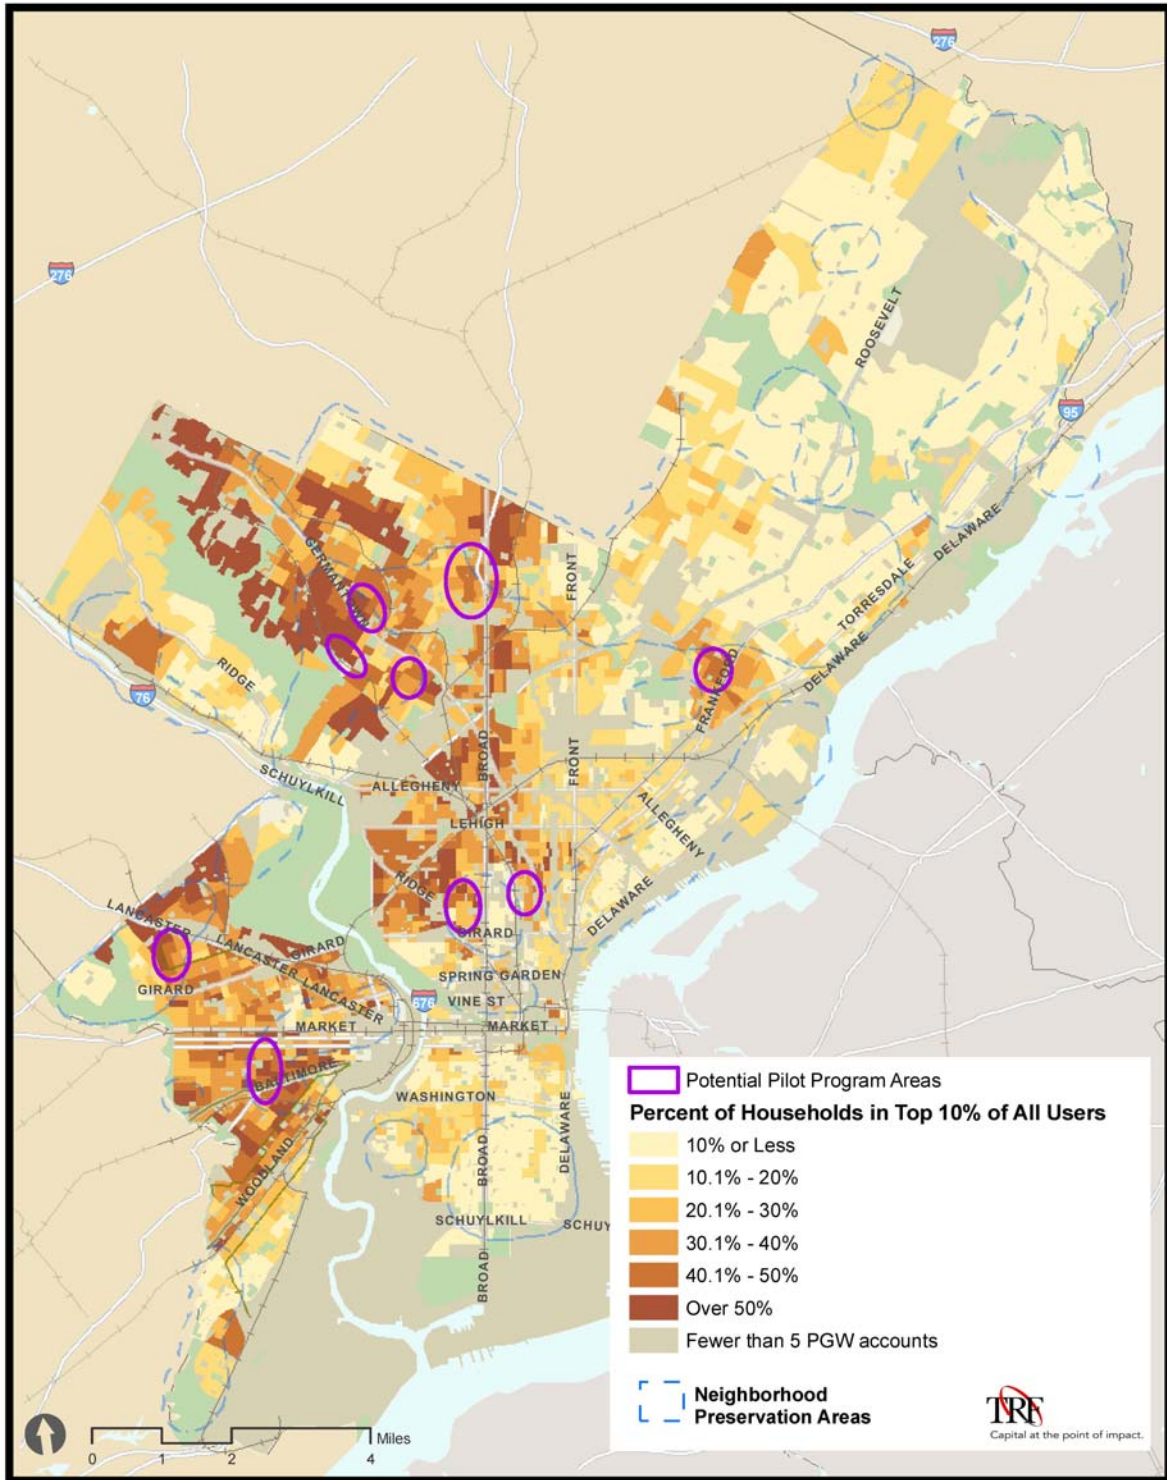 276
276
ROOSEVELT
95
GERMANTOWN
FRONT
DELAWARE
TORRESDALE
DELAWARE
RIDGE
76
FRANKFORD
BROAD
FRONT
SCHUYLKILL
ALLEGHENY
ALLEGHENY
LEHIGH
RIDGE
DELAWARE
LANCASTER
GIRARD
LANCASTER
GIRARD
SPRING GARDEN
GIRARD
LANCASTER
676
VINE ST
MARKET
MARKET
BALTIMORE
WASHINGTON
DELAWARE
BROAD
WOODLAND
SCHUYLKILL
SCHUY
BROAD
Potential Pilot Program Areas
Percent of Households in Top 10% of All Users
10% or Less
10.1% - 20%
20.1% - 30%
30.1% - 40%
40.1% - 50%
Over 50%
Fewer than 5 PGW accounts
Neighborhood
Preservation Areas
TRF
Capital at the point of impact.
Miles
0 1 2 4